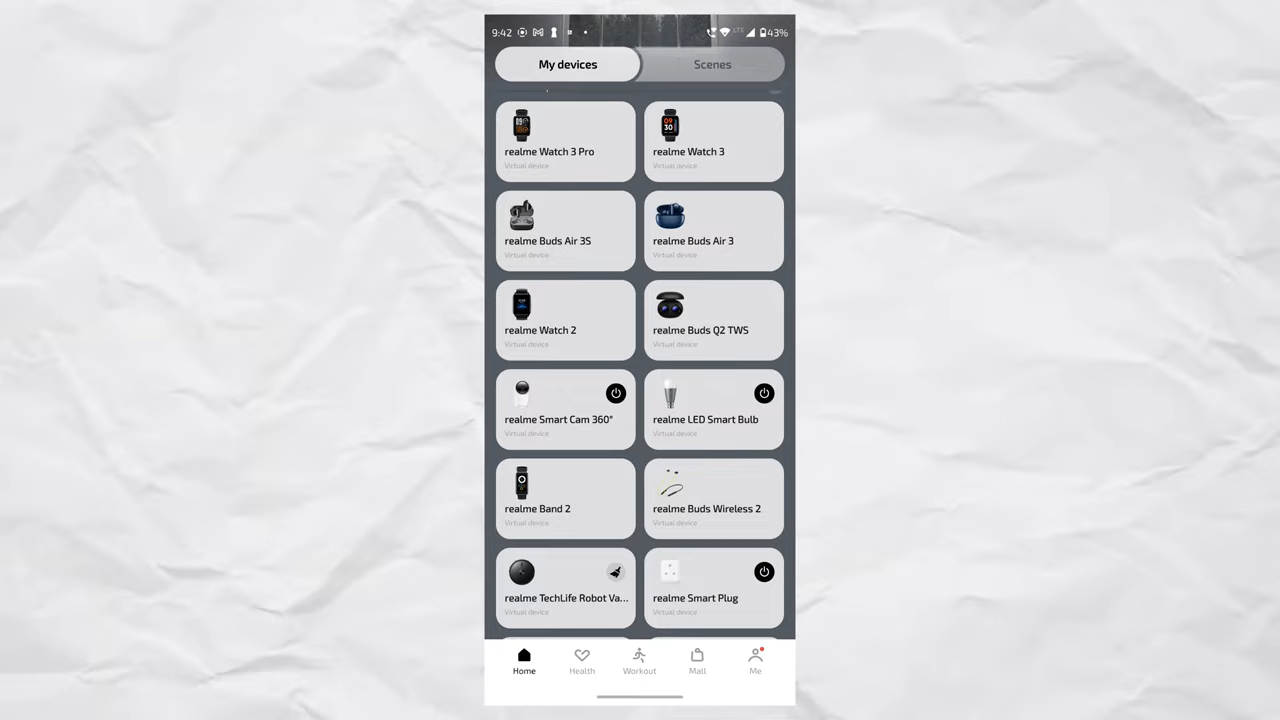 9:42
LTE
43%
My devices
Scenes
realme Watch 3 Pro
Virtual device
realme Watch 3
Virtual device
realme Buds Air 3S
Virtual device
realme Buds Air 3
Virtual device
realme Watch 2
Virtual device
realme Buds Q2 TWS
Virtual device
realme Smart Cam 360°
Virtual device
realme LED Smart Bulb
Virtual device
realme Band 2
Virtual device
realme Buds Wireless 2
Virtual device
realme TechLife Robot Va...
Virtual device
realme Smart Plug
Virtual device
Home
Health
Workout
Mall
Me